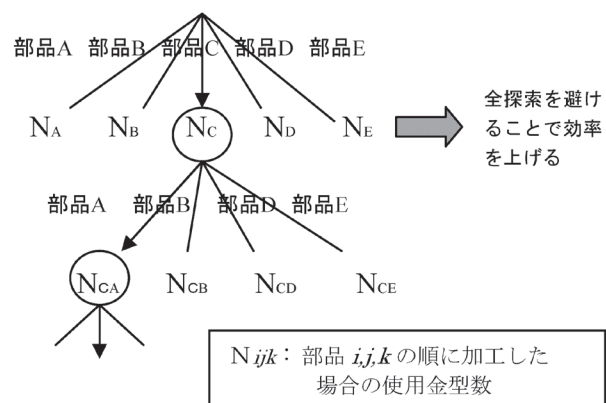 部品A 部品B 部品C 部品D 部品E
NA NB NC ND NE
全探索を避け
ることで効率
を上げる
部品A 部品B 部品D 部品E
NCA NCB NCD NCE
Nijk：部品 i,j,k の順に加工した
場合の使用金型数